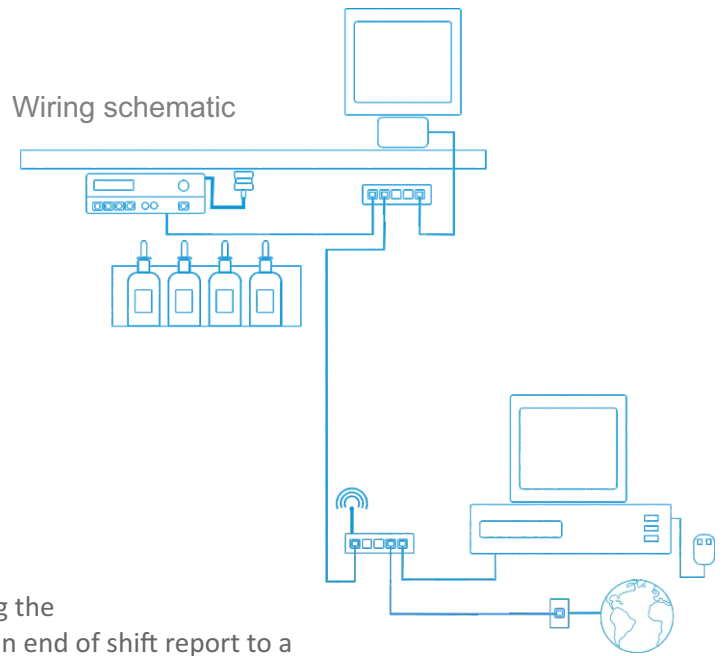 Wiring schematic
g the
n end of shift report to a